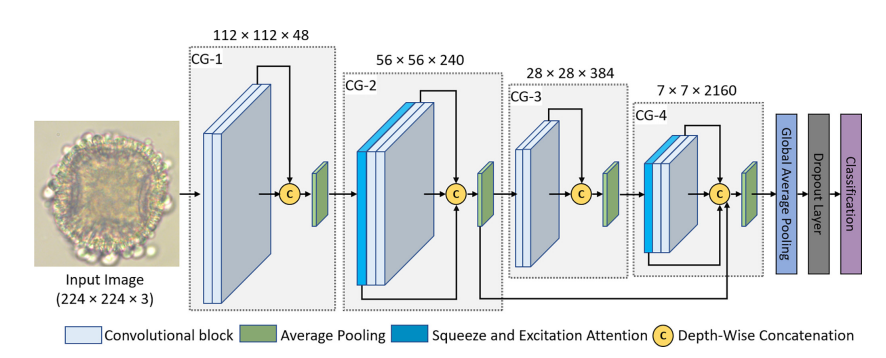 112 × 112 × 48
CG-1
56 × 56 × 240
CG-2
28 × 28 × 384
CG-3
7 × 7 × 2160
CG-4
C
C
C
C
Global Average Pooling
Dropout Layer
Classification
Input Image
(224 × 224 × 3)
Convolutional block
Average Pooling
Squeeze and Excitation Attention
C
Depth-Wise Concatenation